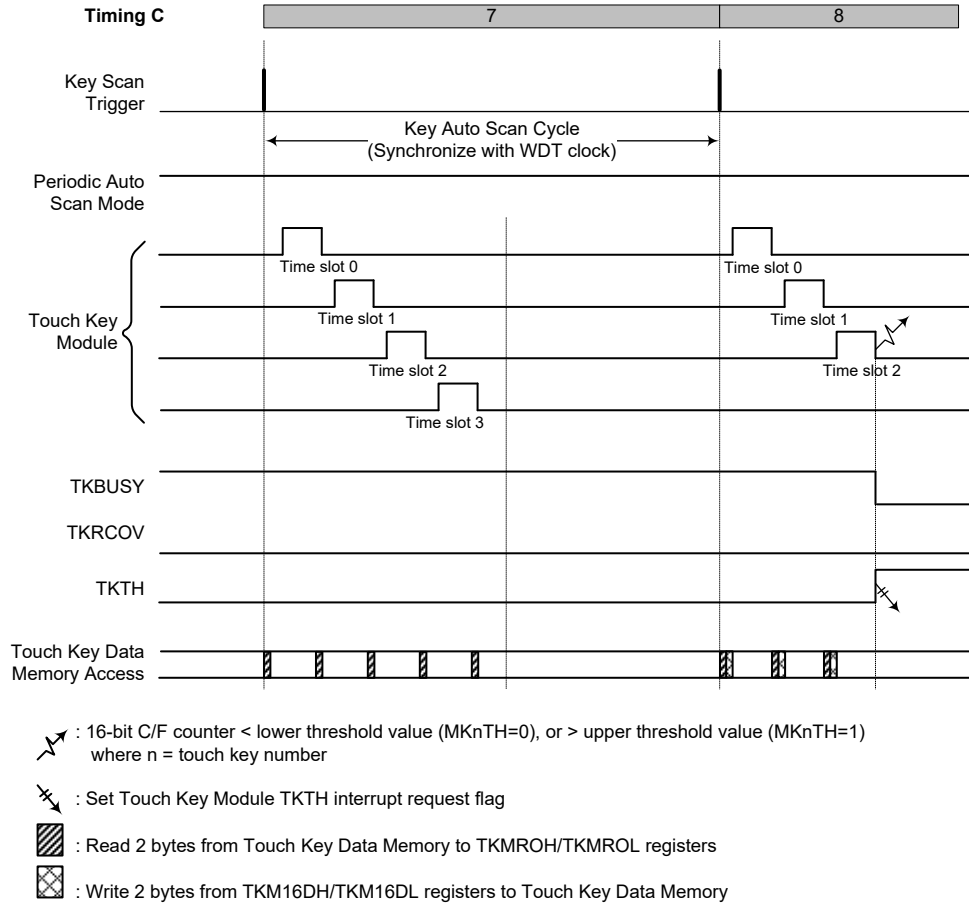 Timing C
7
8
Key Scan
Trigger
Key Auto Scan Cycle
(Synchronize with WDT clock)
Periodic Auto
Scan Mode
Touch Key
Module
Time slot 0
Time slot 0
Time slot 1
Time slot 1
Time slot 2
Time slot 2
Time slot 3
TKBUSY
TKRCOV
TKTH
Touch Key Data
Memory Access
: 16-bit C/F counter < lower threshold value (MKnTH=0), or > upper threshold value (MKnTH=1)
where n = touch key number
: Set Touch Key Module TKTH interrupt request flag
: Read 2 bytes from Touch Key Data Memory to TKMROH/TKMROL registers
: Write 2 bytes from TKM16DH/TKM16DL registers to Touch Key Data Memory